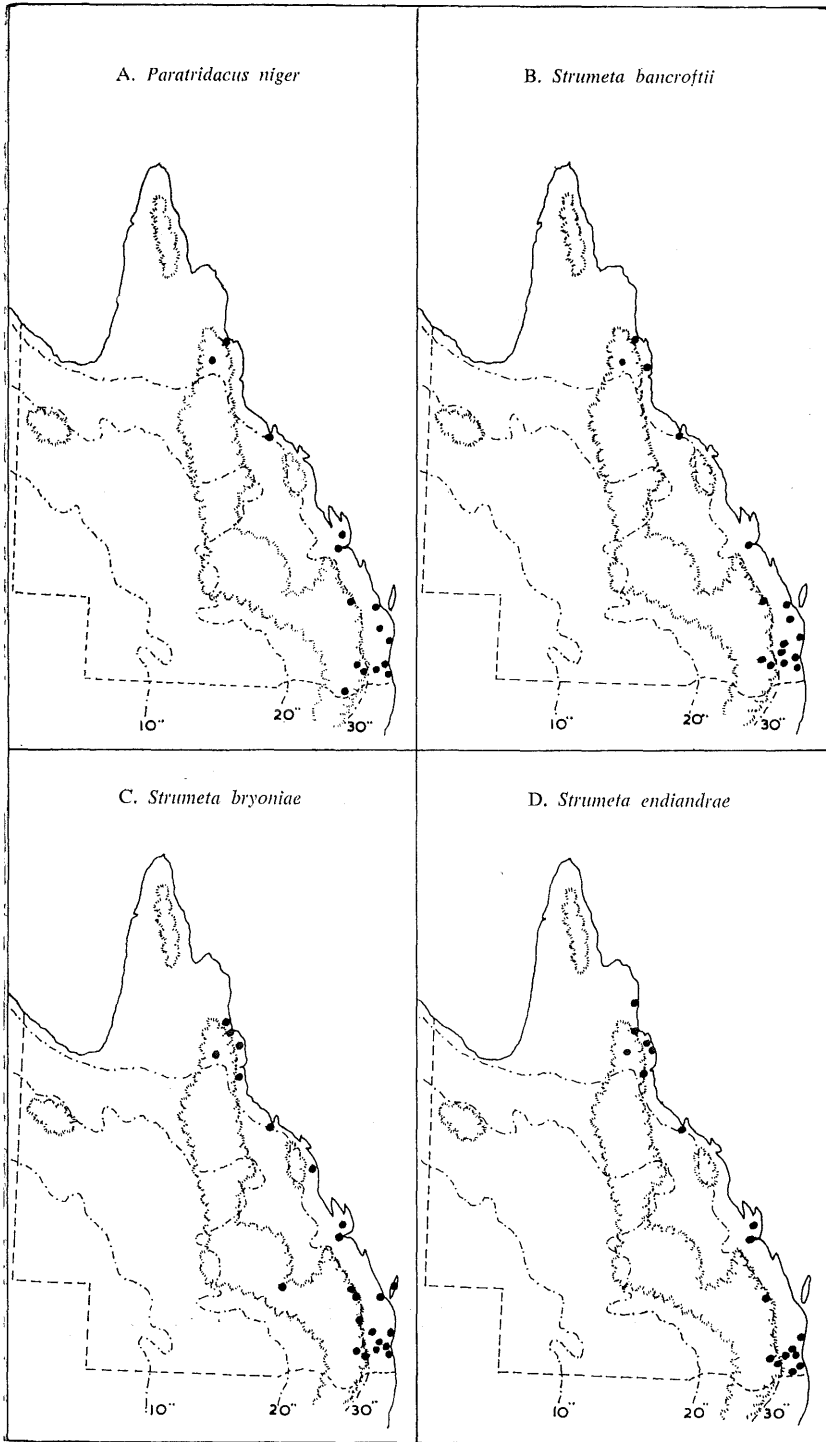 A. Paratridacus niger
B. Strumeta bancroftii
10" 20" 30"
10" 20" 30"
C. Strumeta bryoniae
D. Strumeta endiandrae
10" 20" 30"
10" 20" 30"